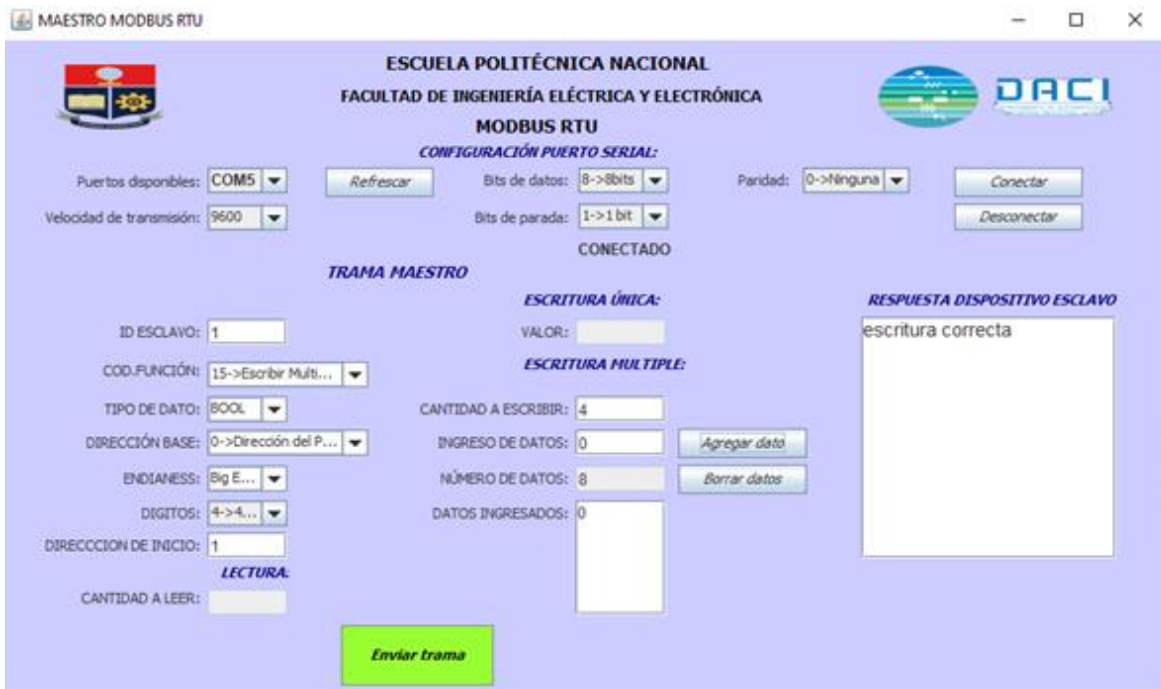 MAESTRO MODBUS RTU
ESCUELA POLITÉCNICA NACIONAL
FACULTAD DE INGENIERÍA ELÉCTRICA Y ELECTRÓNICA
DACI
MODBUS RTU
CONFIGURACIÓN PUERTO SERIAL:
Puertos disponibles: COM5 Refrescar Bits de datos: 8->8bits Paridad: 0->Ninguna Conectar
Velocidad de transmisión: 9600 Bits de parada: 1->1 bit Desconectar
CONECTADO
TRAMA MAESTRO
ESCRITURA ÚNICA: RESPUESTA DISPOSITIVO ESCLAVO
ID ESCLAVO: 1 VALOR: escritura correcta
COD.FUNCIÓN: 15->Escribir Multi... ESCRITURA MULTIPLE:
TIPO DE DATO: BOOL CANTIDAD A ESCRIBIR: 4
DIRECCIÓN BASE: 0->Dirección del P... INGRESO DE DATOS: 0 Agregar dato
ENDIANESS: Big E... NÚMERO DE DATOS: 8 Borrar datos
DIGITOS: 4->4... DATOS INGRESADOS: 0
DIRECCCION DE INICIO: 1
LECTURA:
CANTIDAD A LEER:
Enviar trama